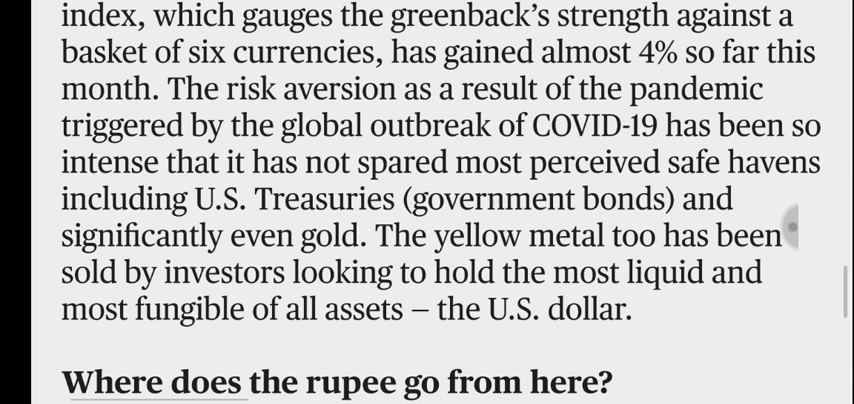 index, which gauges the greenback’s strength against a
basket of six currencies, has gained almost 4% so far this
month. The risk aversion as a result of the pandemic
triggered by the global outbreak of COVID-19 has been so
intense that it has not spared most perceived safe havens
including U.S. Treasuries (government bonds) and
significantly even gold. The yellow metal too has been
sold by investors looking to hold the most liquid and
most fungible of all assets — the U.S. dollar.
Where does the rupee go from here?